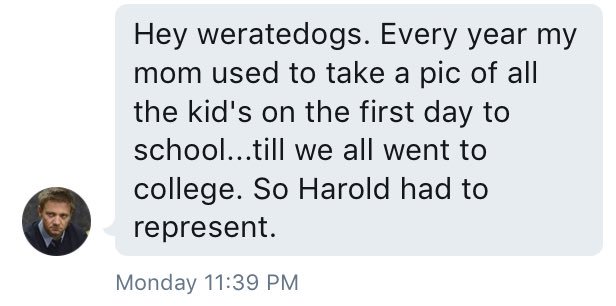 Hey weratedogs. Every year my
mom used to take a pic of all
the kid's on the first day to
school...till we all went to
college. So Harold had to
represent.
Monday 11:39 PM